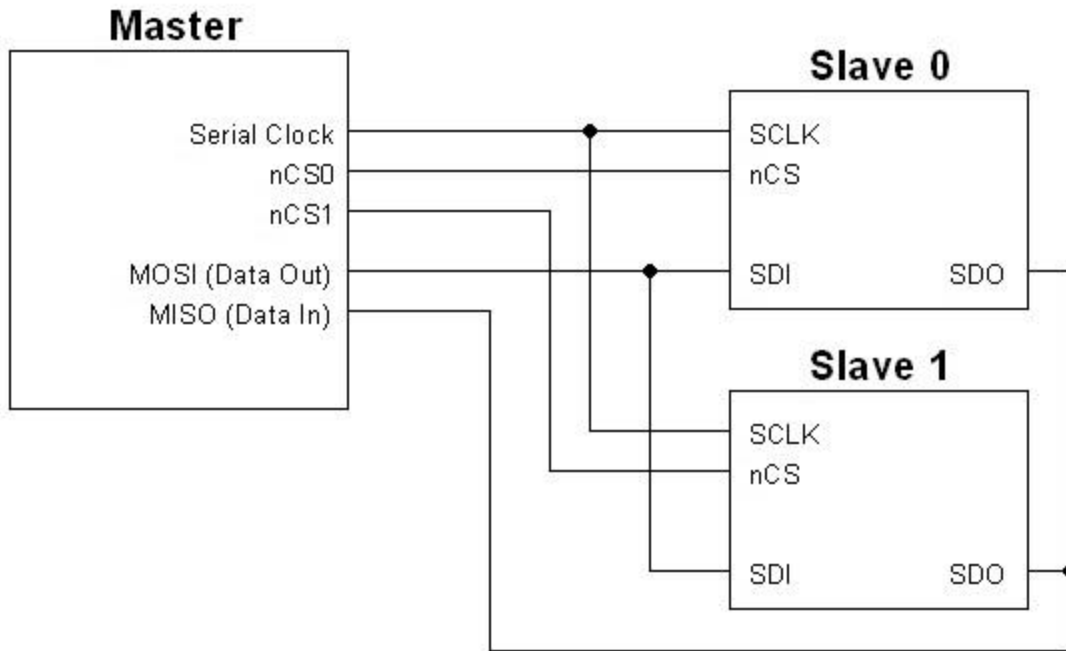 Master
Serial Clock
nCS0
nCS1
MOSI (Data Out)
MISO (Data In)
Slave 0
SCLK
nCS
SDI SDO
Slave 1
SCLK
nCS
SDI SDO